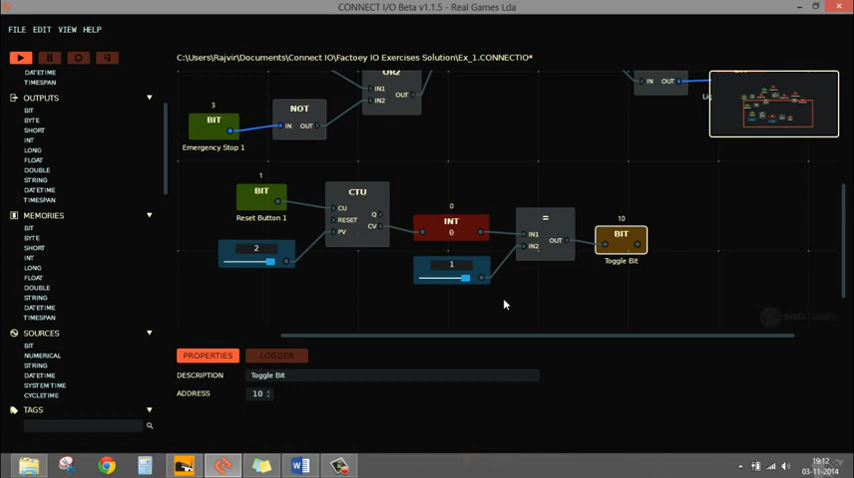 CONNECT I/O Beta v1.1.5 - Real Games Lda
FILE EDIT VIEW HELP
C:\Users\Rajvir\Documents\Connect IO\Factoey IO Exercises Solution\Ex_1.CONNECTIO*
DATETIME
TIMESPAN
OUTPUTS
BIT
BYTE
SHORT
INT
LONG
FLOAT
DOUBLE
STRING
DATETIME
TIMESPAN
MEMORIES
BIT
BYTE
SHORT
INT
LONG
FLOAT
DOUBLE
STRING
DATETIME
TIMESPAN
SOURCES
BIT
NUMERICAL
STRING
DATETIME
SYSTEM TIME
CYCLETIME
TAGS
OR2
IN1
IN2
OUT
IN OUT
3
BIT
Emergency Stop 1
NOT
IN OUT
1
BIT
Reset Button 1
2
CTU
CU
RESET
PV
Q
CV
0
INT
0
1
=
IN1
IN2
OUT
10
BIT
Toggle Bit
PROPERTIES
LOGGER
DESCRIPTION Toggle Bit
ADDRESS 10
19:12
03-11-2014